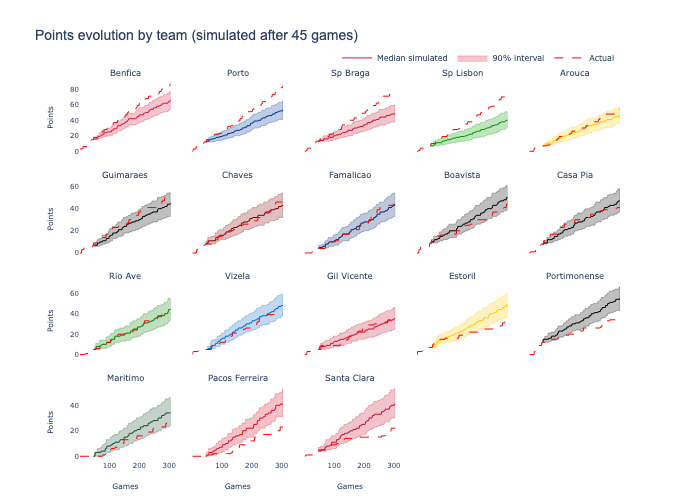 Points evolution by team (simulated after 45 games)
Median simulated 90% interval Actual
Benfica Porto Sp Braga Sp Lisbon Arouca
80
60
40
20
0
Points
Guimaraes Chaves Famalicao Boavista Casa Pia
60
40
20
0
Points
Rio Ave Vizela Gil Vicente Estoril Portimonense
60
40
20
0
Points
Maritimo Pacos Ferreira Santa Clara
40
20
0
Points
100 200 300 100 200 300 100 200 300
Games Games Games